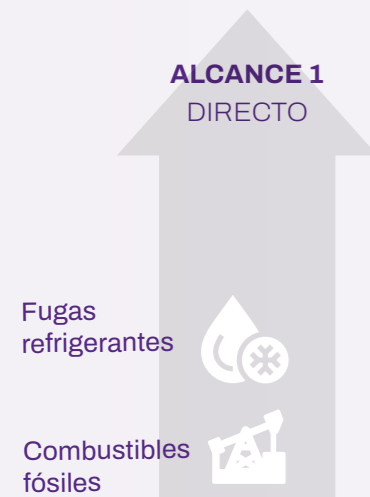 ALCANCE 1
DIRECTO
Fugas
refrigerantes
Combustibles
fósiles